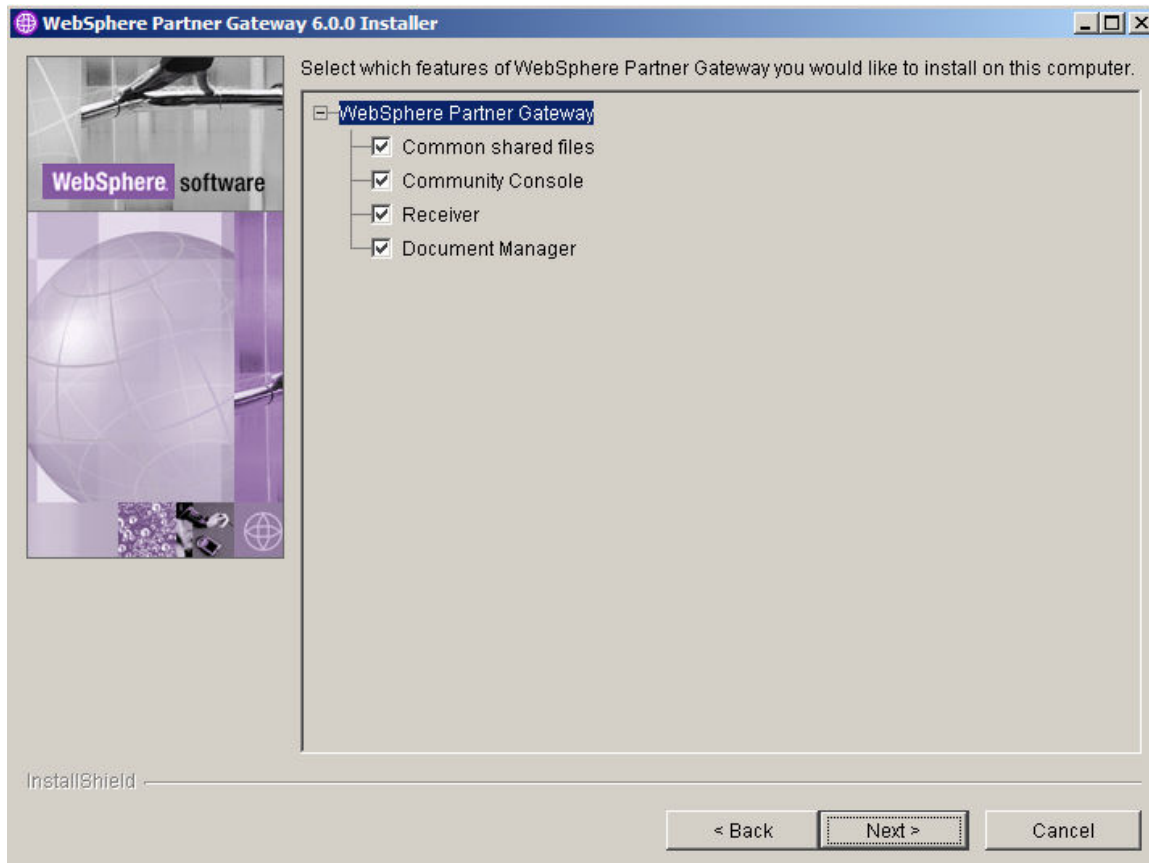 WebSphere Partner Gateway 6.0.0 Installer
Select which features of WebSphere Partner Gateway you would like to install on this computer.
WebSphere Partner Gateway
Common shared files
Community Console
Receiver
Document Manager
WebSphere. software
InstallShield
< Back
Next >
Cancel